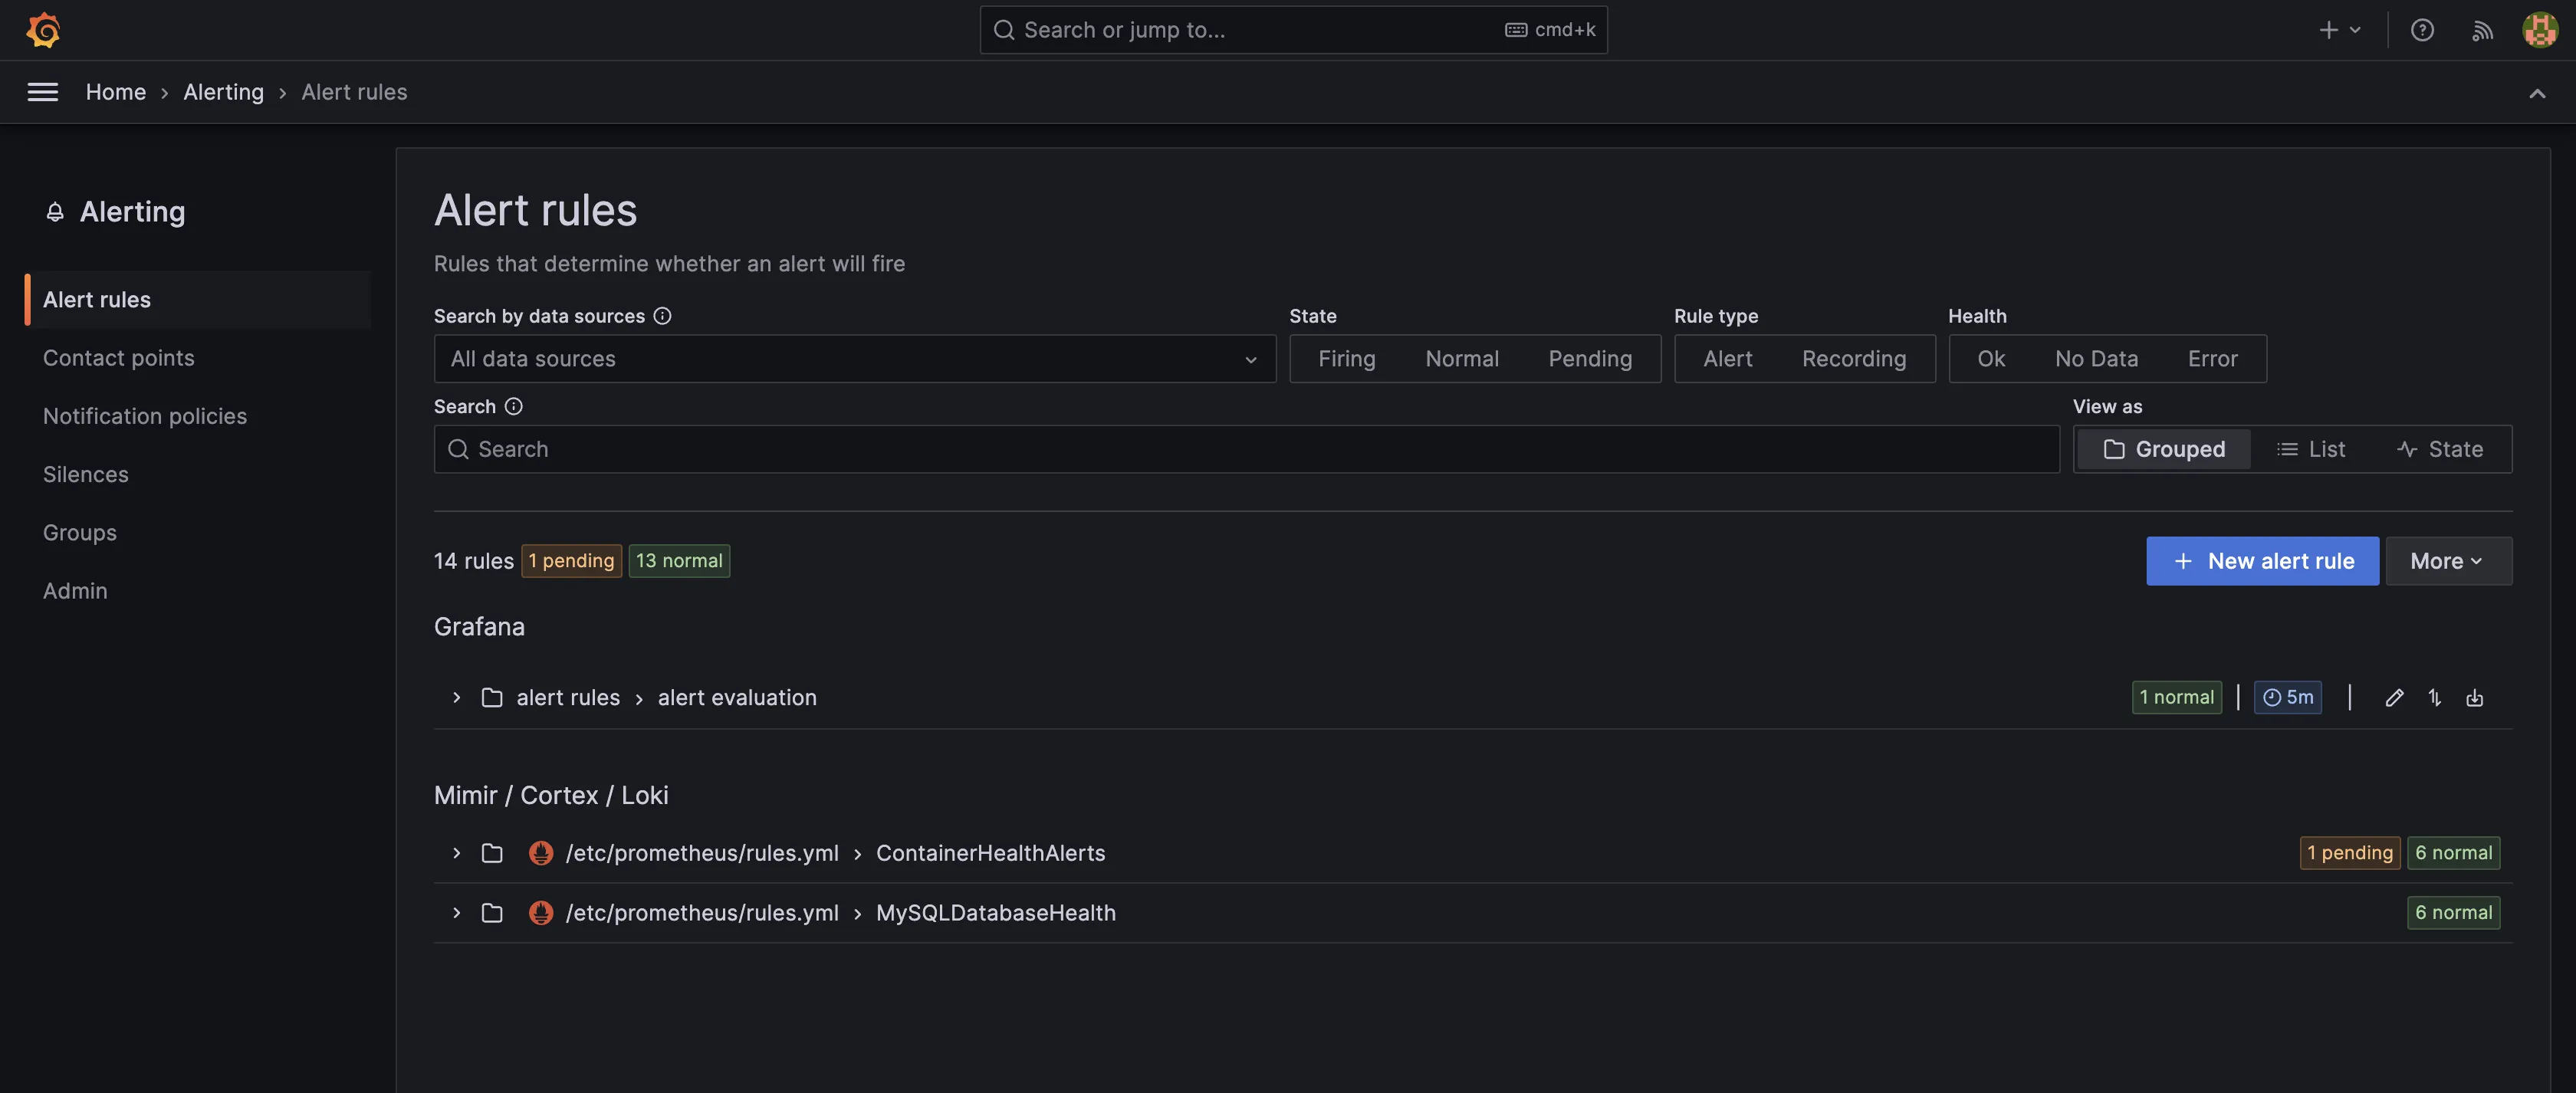 Search or jump to... cmd+k
Home › Alerting › Alert rules
Alerting
Alert rules
Contact points
Notification policies
Silences
Groups
Admin
Alert rules
Rules that determine whether an alert will fire
Search by data sources State Rule type Health
All data sources Firing Normal Pending Alert Recording Ok No Data Error
Search View as
Search Grouped List State
14 rules 1 pending 13 normal + New alert rule More
Grafana
alert rules › alert evaluation 1 normal | 5m |
Mimir / Cortex / Loki
/etc/prometheus/rules.yml › ContainerHealthAlerts 1 pending 6 normal
/etc/prometheus/rules.yml › MySQLDatabaseHealth 6 normal